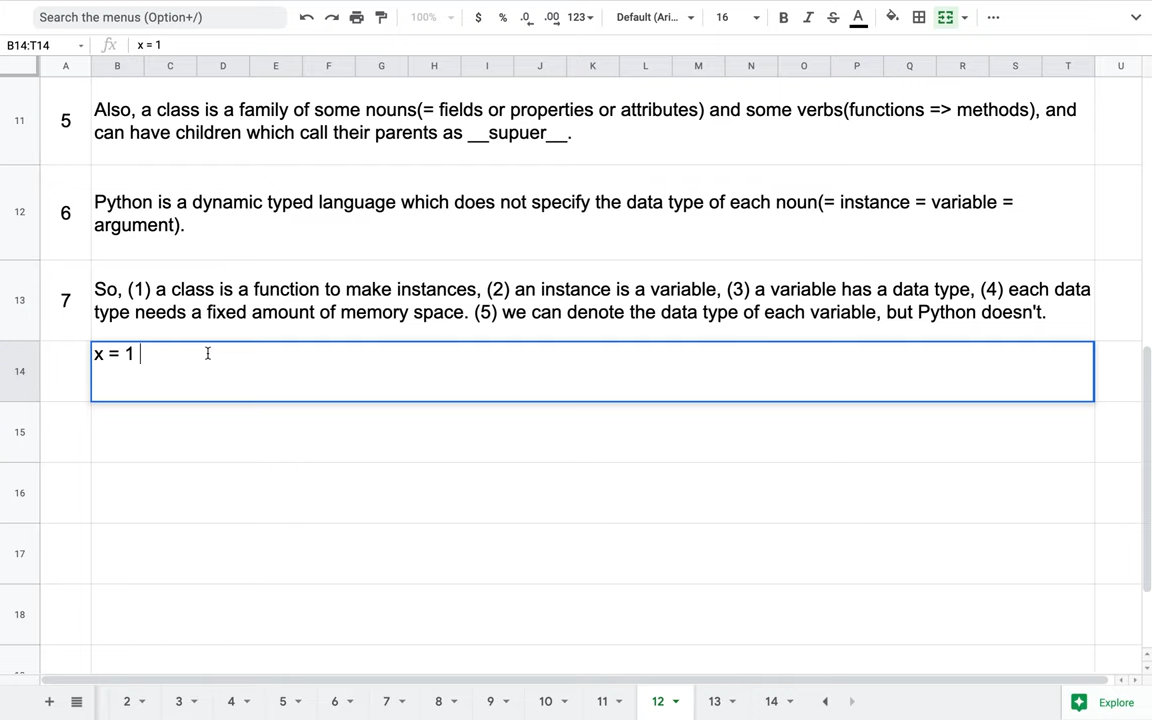 Search the menus (Option+/)
100%
$ % .0 .00 123
Default (Ari...
16
B I S A
B14:T14
fx x = 1
A B C D E F G H I J K L M N O P Q R S T U
11
5
Also, a class is a family of some nouns(= fields or properties or attributes) and some verbs(functions => methods), and
can have children which call their parents as __supuer__.
12
6
Python is a dynamic typed language which does not specify the data type of each noun(= instance = variable =
argument).
13
7
So, (1) a class is a function to make instances, (2) an instance is a variable, (3) a variable has a data type, (4) each data
type needs a fixed amount of memory space. (5) we can denote the data type of each variable, but Python doesn't.
14
x = 1
15
16
17
18
2 3 4 5 6 7 8 9 10 11 12 13 14
Explore